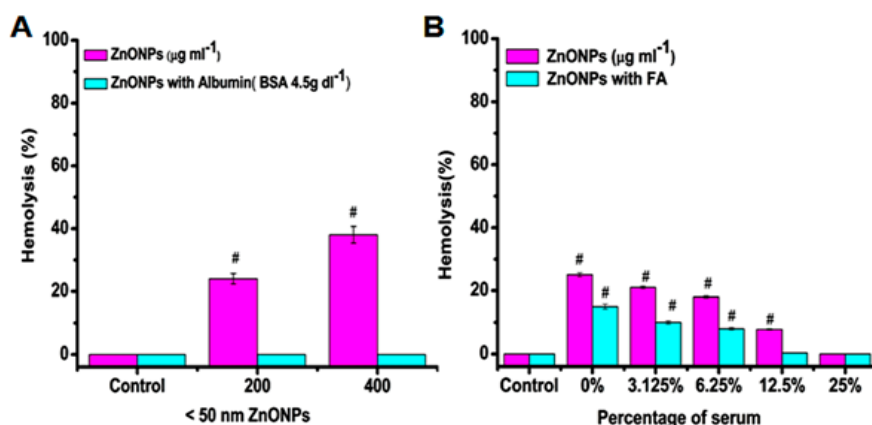 A
ZnONPs (µg ml⁻¹)
ZnONPs with Albumin( BSA 4.5g dl⁻¹)
Hemolysis (%)
100
80
60
40
20
0
#
#
Control
200
400
< 50 nm ZnONPs
B
ZnONPs (µg ml⁻¹)
ZnONPs with FA
Hemolysis(%)
100
80
60
40
20
0
#
#
#
#
#
#
#
Control
0%
3.125%
6.25%
12.5%
25%
Percentage of serum